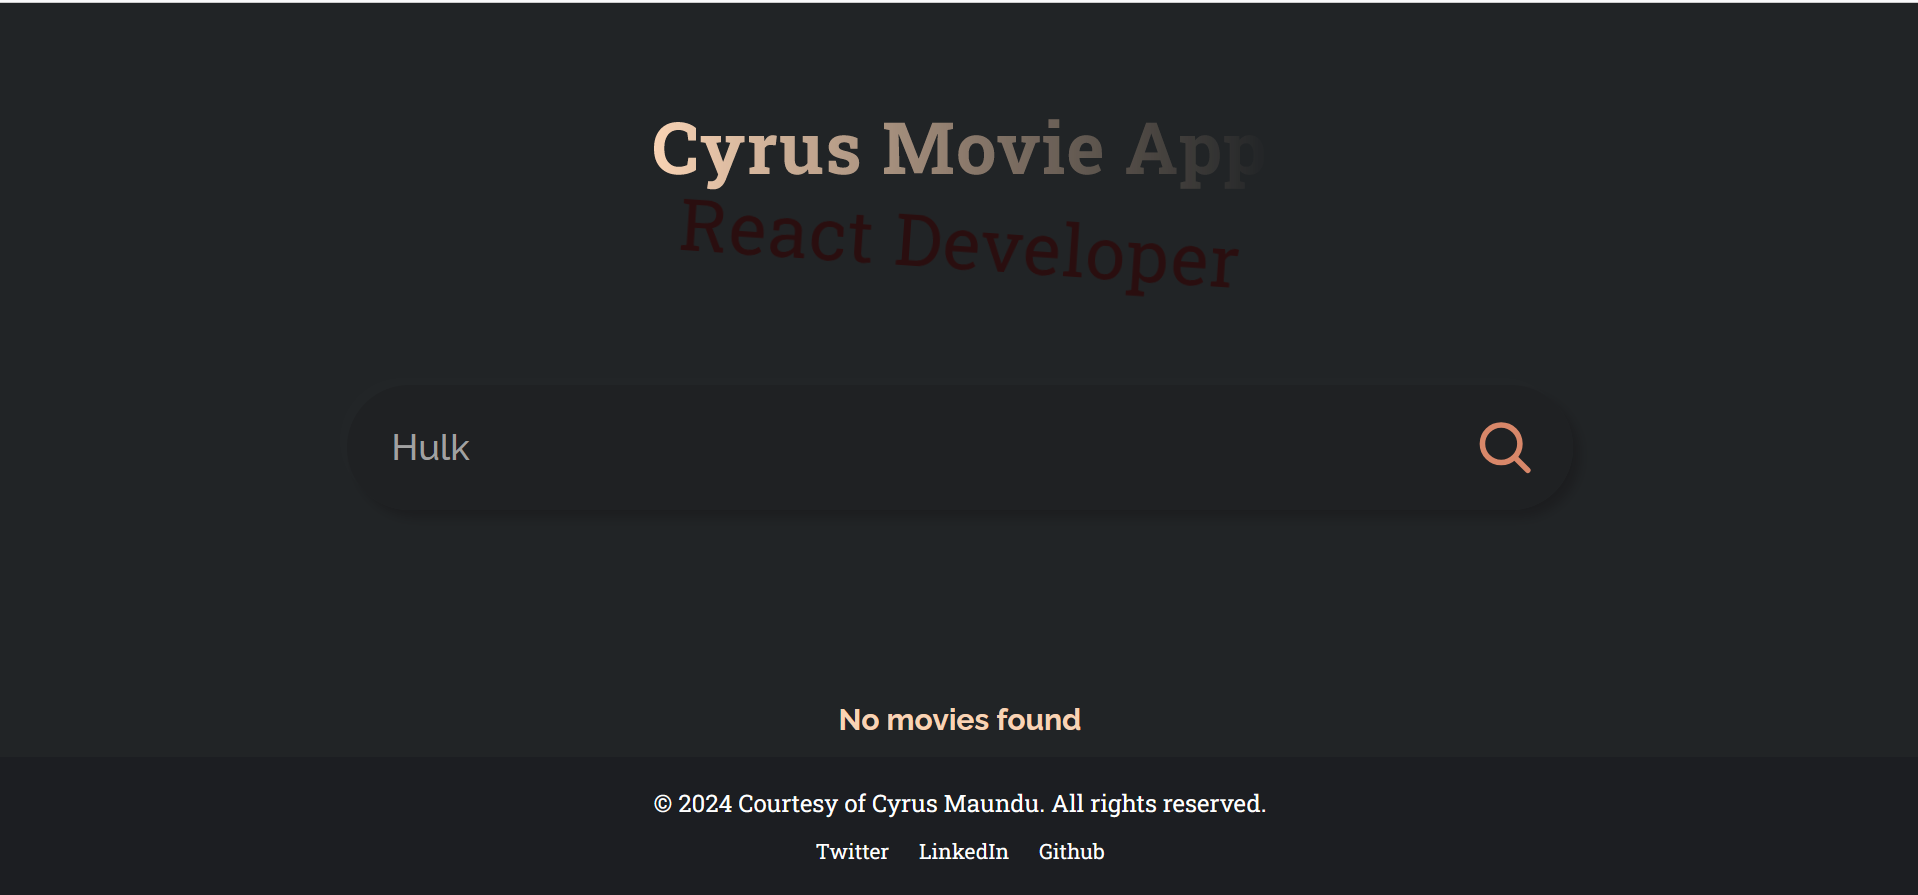 Cyrus Movie App
React Developer
Hulk
No movies found
© 2024 Courtesy of Cyrus Maundu. All rights reserved.
Twitter LinkedIn Github